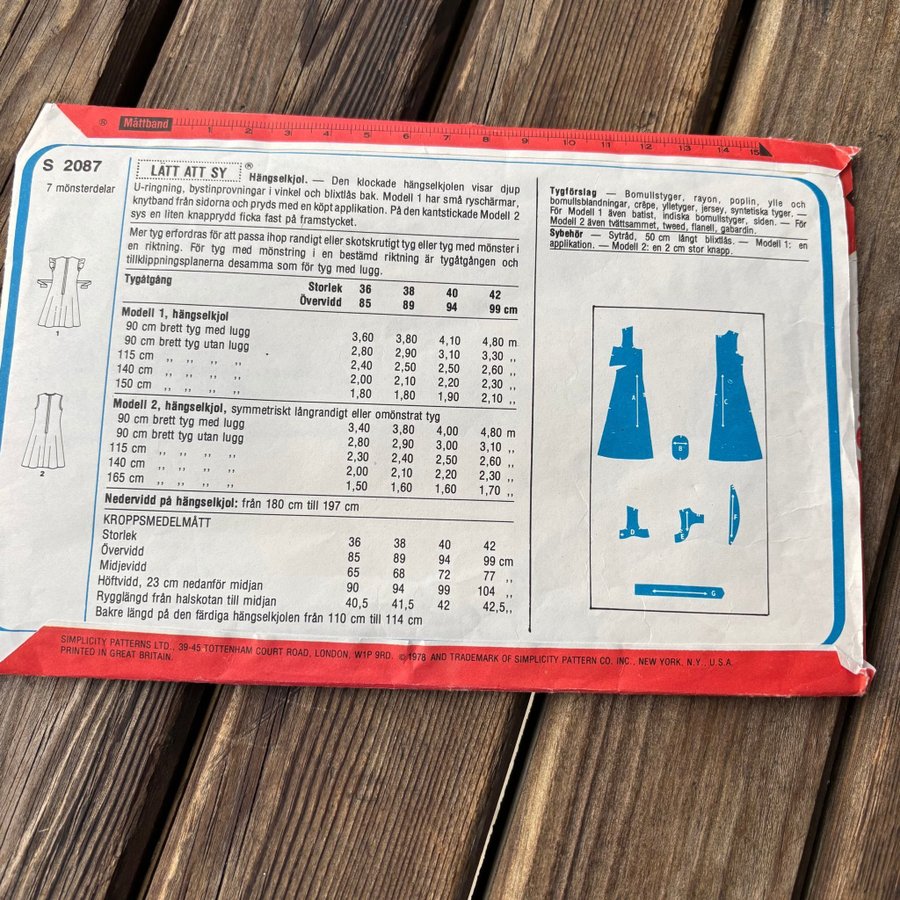 ® Måttband 1 2 3 4 5 6 7 8 9 10 11 12 13 14 15
S 2087
7 mönsterdelar
1
2
LÄTT ATT SY ® Hängselkjol. — Den klockade hängselkjolen visar djup
U-ringning, bystinprovningar i vinkel och blixtlås bak. Modell 1 har små ryschärmar,
knytband från sidorna och pryds med en köpt applikation. På den kantstickade Modell 2
sys en liten knapprydd ficka fast på framstycket.
Mer tyg erfordras för att passa ihop randigt eller skotskrutigt tyg eller tyg med mönster i
en riktning. För tyg med mönstring i en bestämd riktning är tygåtgången och
tillklippningsplanerna desamma som för tyg med lugg.
Tygåtgång Storlek 36 38 40 42
Övervidd 85 89 94 99 cm
Modell 1, hängselkjol
90 cm brett tyg med lugg 3,60 3,80 4,10 4,80 m
90 cm brett tyg utan lugg 2,80 2,90 3,10 3,30 ,,
115 cm ,, ,, ,, ,, 2,40 2,50 2,50 2,60 ,,
140 cm ,, ,, ,, ,, 2,00 2,10 2,20 2,30 ,,
150 cm ,, ,, ,, ,, 1,80 1,80 1,90 2,10 ,,
Modell 2, hängselkjol, symmetriskt långrandigt eller omönstrat tyg
90 cm brett tyg med lugg 3,40 3,80 4,00 4,80 m
90 cm brett tyg utan lugg 2,80 2,90 3,00 3,10 ,,
115 cm ,, ,, ,, ,, 2,30 2,40 2,50 2,60 ,,
140 cm ,, ,, ,, ,, 2,00 2,10 2,20 2,30 ,,
165 cm ,, ,, ,, ,, 1,50 1,60 1,60 1,70 ,,
Nedervidd på hängselkjol: från 180 cm till 197 cm
KROPPSMEDELMÅTT
Storlek 36 38 40 42
Övervidd 85 89 94 99 cm
Midjevidd 65 68 72 77 ,,
Höftvidd, 23 cm nedanför midjan 90 94 99 104 ,,
Rygglängd från halskotan till midjan 40,5 41,5 42 42,5,,
Bakre längd på den färdiga hängselkjolen från 110 cm till 114 cm
Tygförslag — Bomullstyger, rayon, poplin, ylle och
bomullsblandningar, crêpe, ylletyger, jersey, syntetiska tyger. —
För Modell 1 även batist, indiska bomullstyger, siden. — För
Modell 2 även tvättsammet, tweed, flanell, gabardin.
Sybehör — Sytråd, 50 cm långt blixtlås. — Modell 1: en
applikation. — Modell 2: en 2 cm stor knapp.
A
B
C
D
E
F
G
SIMPLICITY PATTERNS LTD., 39-45 TOTTENHAM COURT ROAD, LONDON, W1P 9RD. ©1978 AND TRADEMARK OF SIMPLICITY PATTERN CO. INC., NEW YORK, N.Y., U.S.A.
PRINTED IN GREAT BRITAIN.